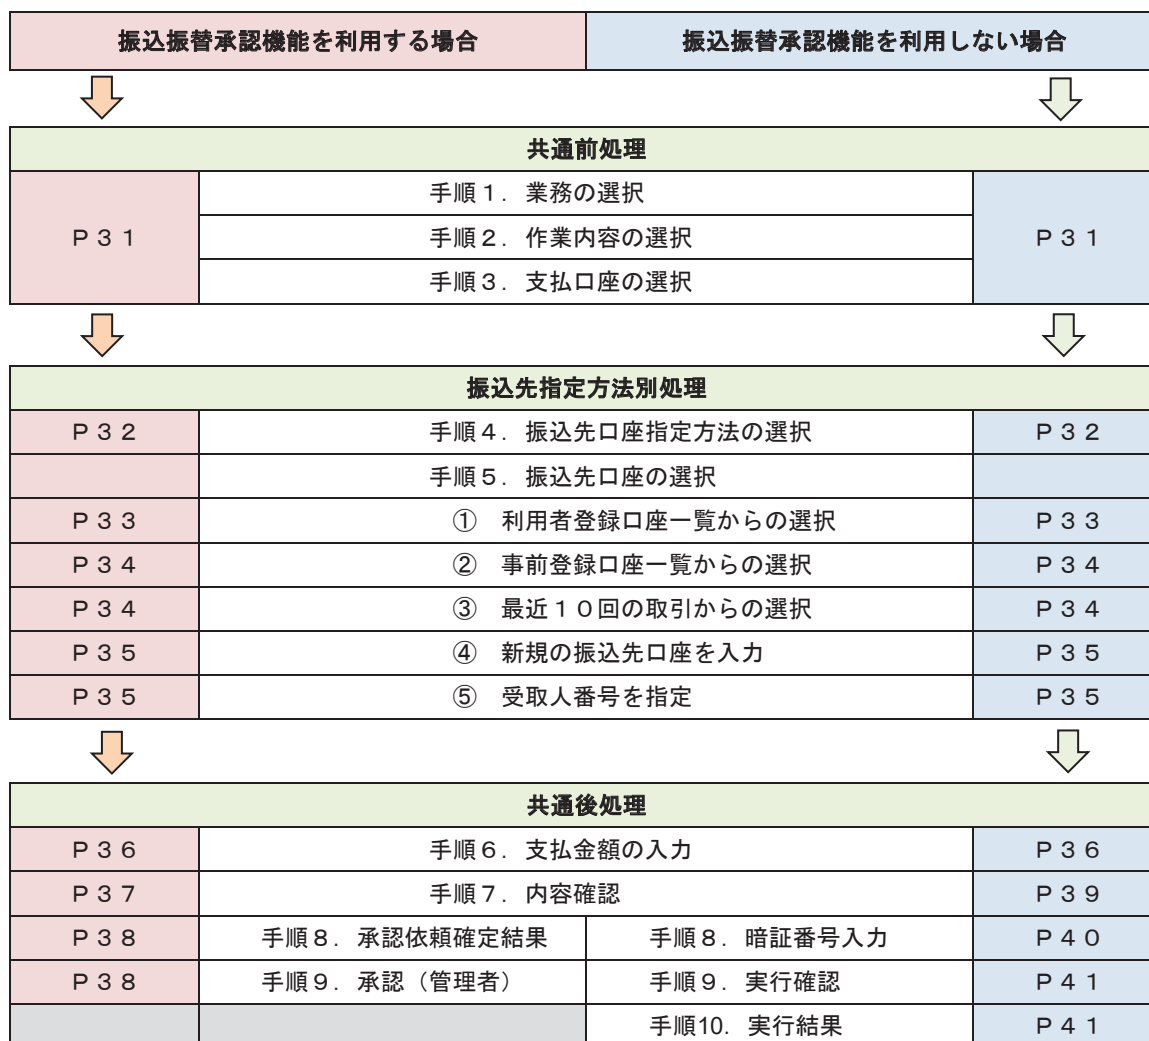 振込振替承認機能を利用する場合 振込振替承認機能を利用しない場合
共通前処理
手順１．業務の選択
Ｐ３１ 手順２．作業内容の選択 Ｐ３１
手順３．支払口座の選択
振込先指定方法別処理
Ｐ３２ 手順４．振込先口座指定方法の選択 Ｐ３２
手順５．振込先口座の選択
Ｐ３３ ① 利用者登録口座一覧からの選択 Ｐ３３
Ｐ３４ ② 事前登録口座一覧からの選択 Ｐ３４
Ｐ３４ ③ 最近１０回の取引からの選択 Ｐ３４
Ｐ３５ ④ 新規の振込先口座を入力 Ｐ３５
Ｐ３５ ⑤ 受取人番号を指定 Ｐ３５
共通後処理
Ｐ３６ 手順６．支払金額の入力 Ｐ３６
Ｐ３７ 手順７．内容確認 Ｐ３９
Ｐ３８ 手順８．承認依頼確定結果 手順８．暗証番号入力 Ｐ４０
Ｐ３８ 手順９．承認（管理者） 手順９．実行確認 Ｐ４１
手順10．実行結果 Ｐ４１